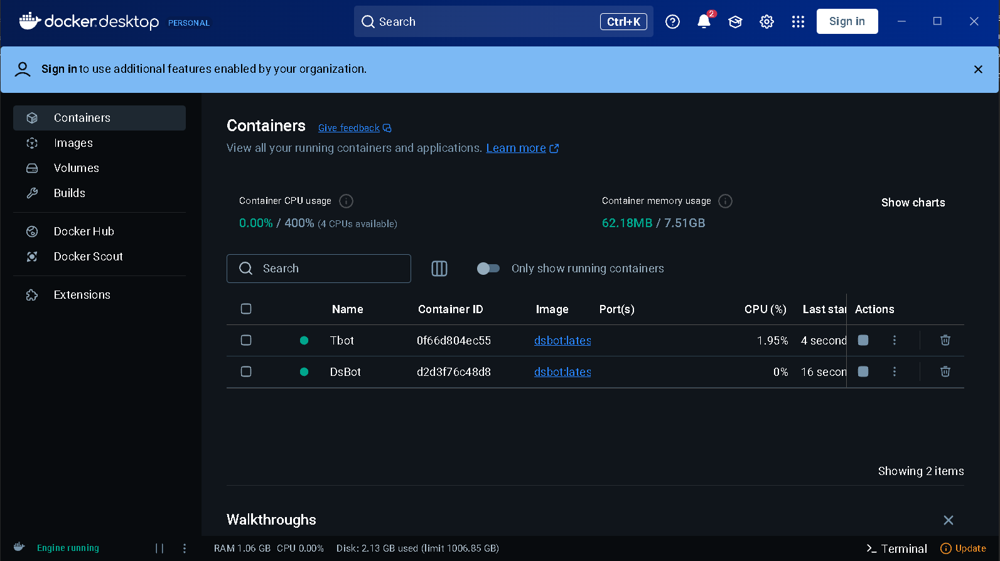 docker.desktop PERSONAL
Search Ctrl+K
2
Sign in
Sign in to use additional features enabled by your organization.
Containers
Images
Volumes
Builds
Docker Hub
Docker Scout
Extensions
Containers Give feedback
View all your running containers and applications. Learn more
Container CPU usage
0.00% / 400% (4 CPUs available)
Container memory usage
62.18MB / 7.51GB
Show charts
Search
Only show running containers
Name Container ID Image Port(s) CPU (%) Last star Actions
Tbot 0f66d804ec55 dsbot:lates 1.95% 4 second
DsBot d2d3f76c48d8 dsbot:lates 0% 16 secon
Showing 2 items
Walkthroughs
Engine running
RAM 1.06 GB CPU 0.00% Disk: 2.13 GB used (limit 1006.85 GB)
Terminal
Update